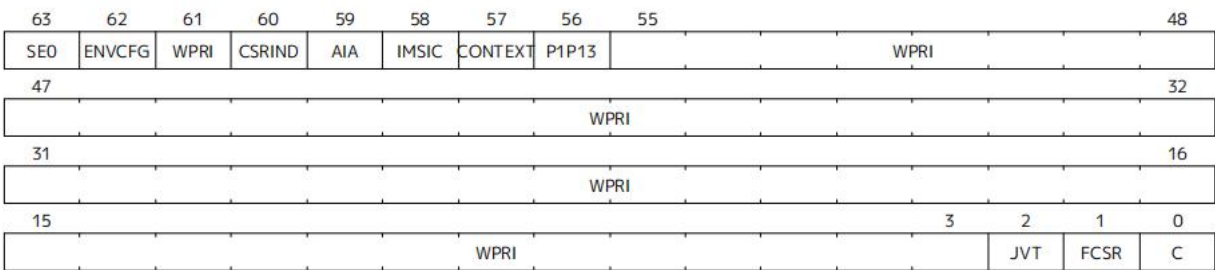 63 62 61 60 59 58 57 56 55 48
SE0 ENVCFG WPRI CSRIND AIA IMSIC CONTEXT P1P13 WPRI
47 32
WPRI
31 16
WPRI
15 3 2 1 0
WPRI JVT FCSR C